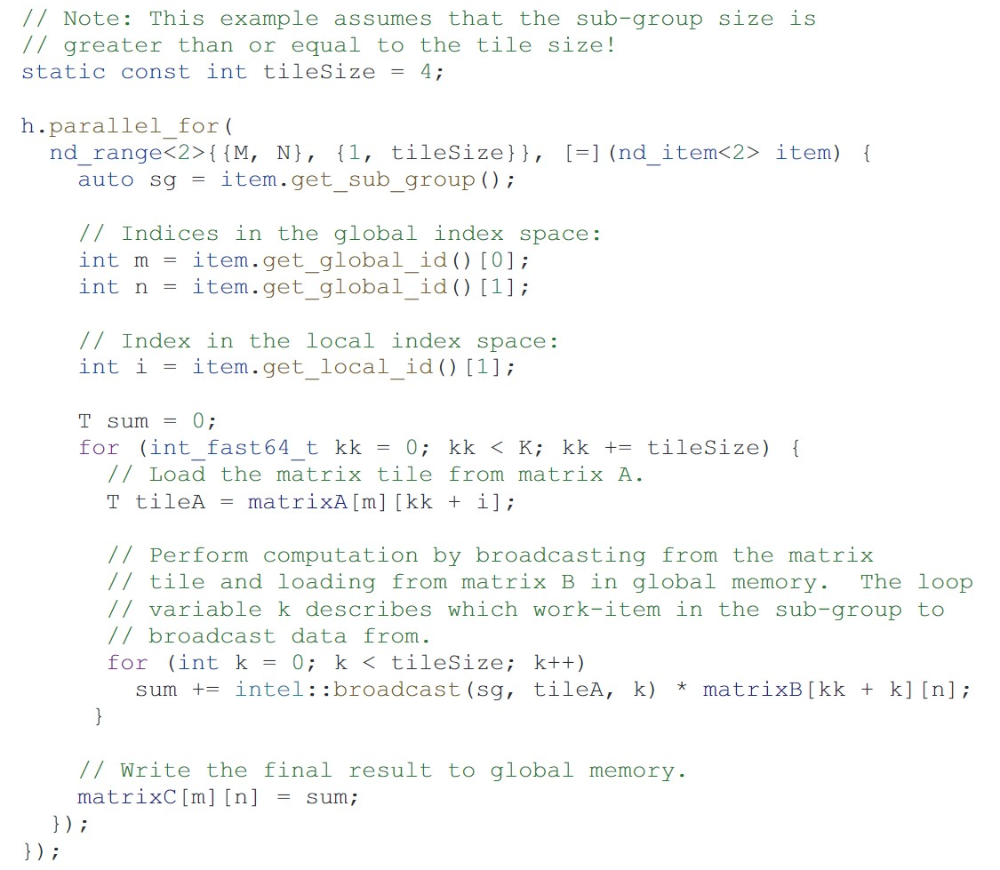 // Note: This example assumes that the sub-group size is
// greater than or equal to the tile size!
static const int tileSize = 4;

h.parallel_for(
  nd_range<2>{{M, N}, {1, tileSize}}, [=](nd_item<2> item) {
    auto sg = item.get_sub_group();

    // Indices in the global index space:
    int m = item.get_global_id()[0];
    int n = item.get_global_id()[1];

    // Index in the local index space:
    int i = item.get_local_id()[1];

    T sum = 0;
    for (int_fast64_t kk = 0; kk < K; kk += tileSize) {
      // Load the matrix tile from matrix A.
      T tileA = matrixA[m][kk + i];

      // Perform computation by broadcasting from the matrix
      // tile and loading from matrix B in global memory.  The loop
      // variable k describes which work-item in the sub-group to
      // broadcast data from.
      for (int k = 0; k < tileSize; k++)
        sum += intel::broadcast(sg, tileA, k) * matrixB[kk + k][n];
     }

    // Write the final result to global memory.
    matrixC[m][n] = sum;
  });
});